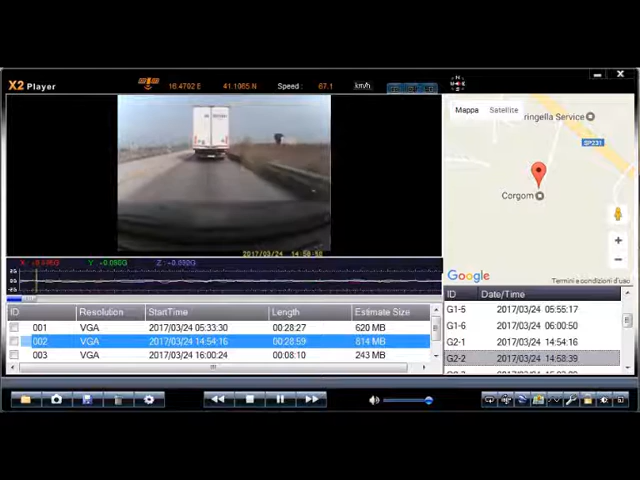 X2 Player
16.4702 E 41.1065 N Speed : 67.1 km/h
Mappa Satellite
ringella Service
SP231
Corgom
2017/03/24 14:58:58
Google
Termini e condizioni d'uso
ID Resolution StartTime Length Estimate Size
001 VGA 2017/03/24 05:33:30 00:28:27 620 MB
002 VGA 2017/03/24 14:54:16 00:28:59 814 MB
003 VGA 2017/03/24 16:00:24 00:08:10 243 MB
ID Date/Time
G1-5 2017/03/24 05:55:17
G1-6 2017/03/24 06:00:50
G2-1 2017/03/24 14:54:16
G2-2 2017/03/24 14:58:39